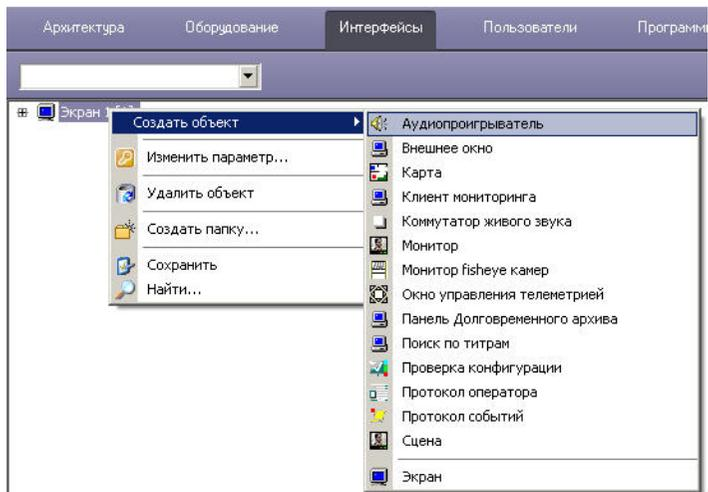 Архитектура Оборудование Интерфейсы Пользователи
Экран 1
Создать объект
Изменить параметр...
Удалить объект
Создать папку...
Сохранить
Найти...
Аудиопроигрыватель
Внешнее окно
Карта
Клиент мониторинга
Коммутатор живого звука
Монитор
Монитор fisheye камер
Окно управления телеметрией
Панель Долговременного архива
Поиск по титрам
Проверка конфигурации
Протокол оператора
Протокол событий
Сцена
Экран